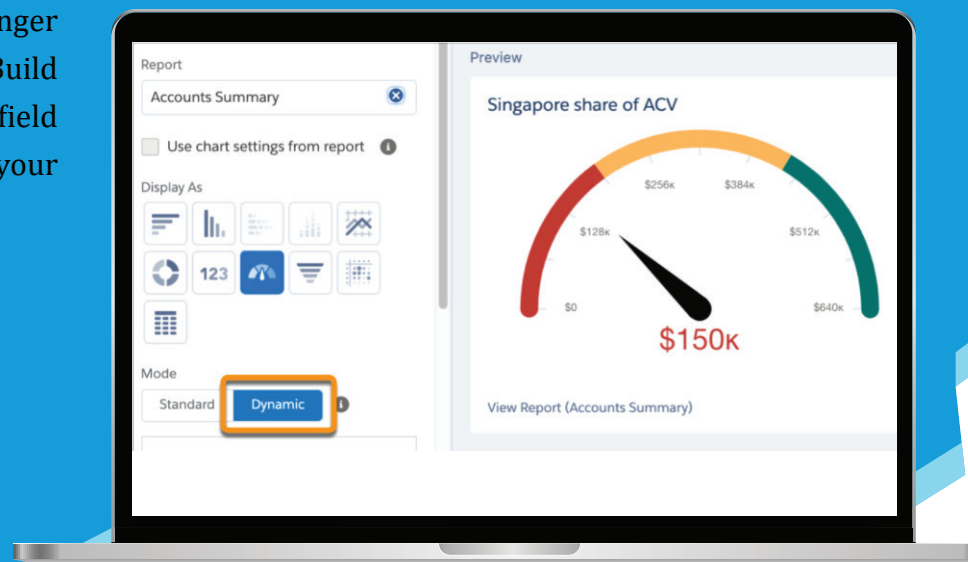 Build
field
your
Report
Accounts Summary
Use chart settings from report
Display As
123
Mode
Standard Dynamic
Preview
Singapore share of ACV
$256K $384K
$128K $512K
$0 $640K
$150K
View Report (Accounts Summary)